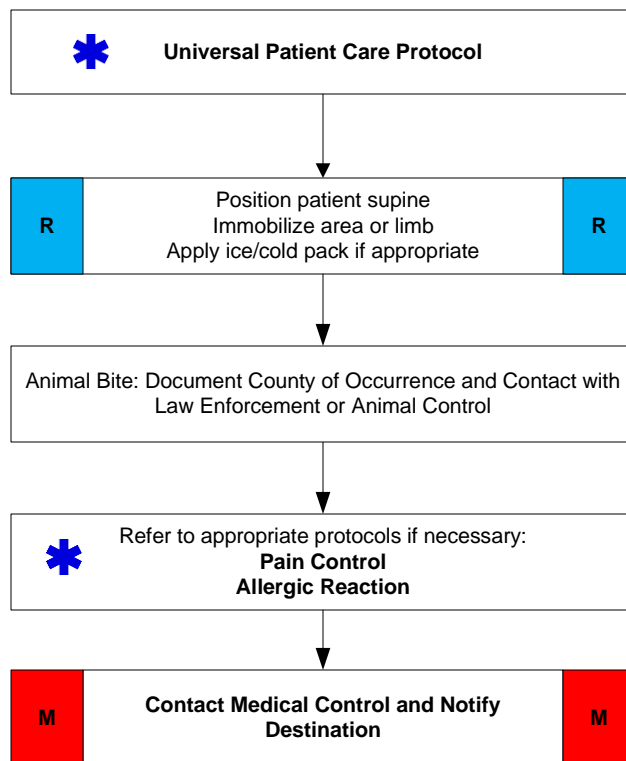 Universal Patient Care Protocol
R
Position patient supine
Immobilize area or limb
Apply ice/cold pack if appropriate
R
Animal Bite: Document County of Occurrence and Contact with
Law Enforcement or Animal Control
Refer to appropriate protocols if necessary:
Pain Control
Allergic Reaction
M
Contact Medical Control and Notify
Destination
M